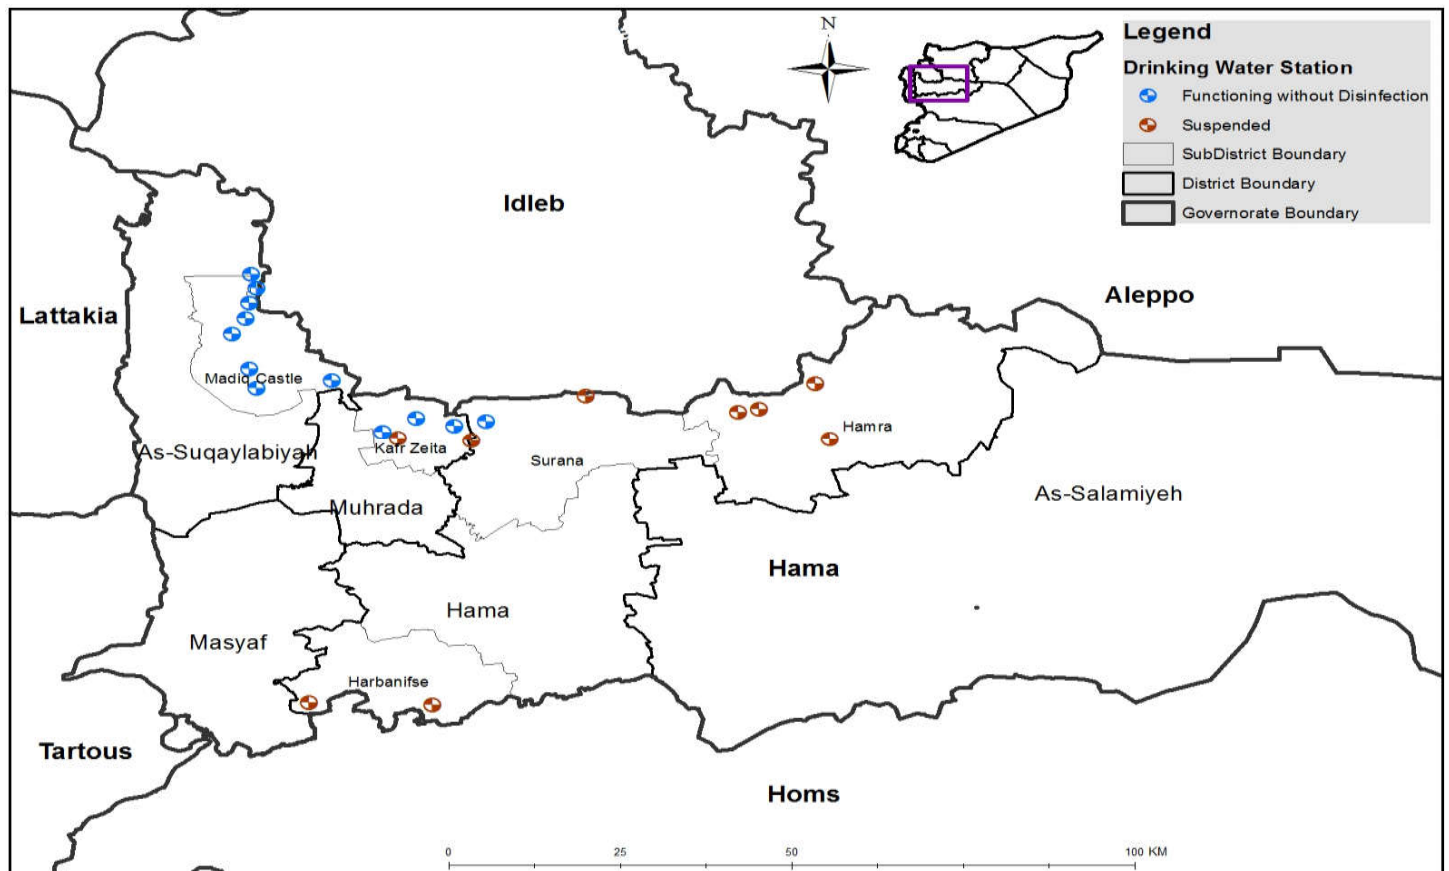 N
Legend
Drinking Water Station
Functioning without Disinfection
Suspended
SubDistrict Boundary
District Boundary
Governorate Boundary
Idleb
Aleppo
Lattakia
Madiq Castle
Hamra
As-Suqaylabiyah
Kafr Zeita
Surana
As-Salamiyeh
Muhrada
Hama
Hama
Masyaf
Harbanifse
Tartous
Homs
0 25 50 100 KM